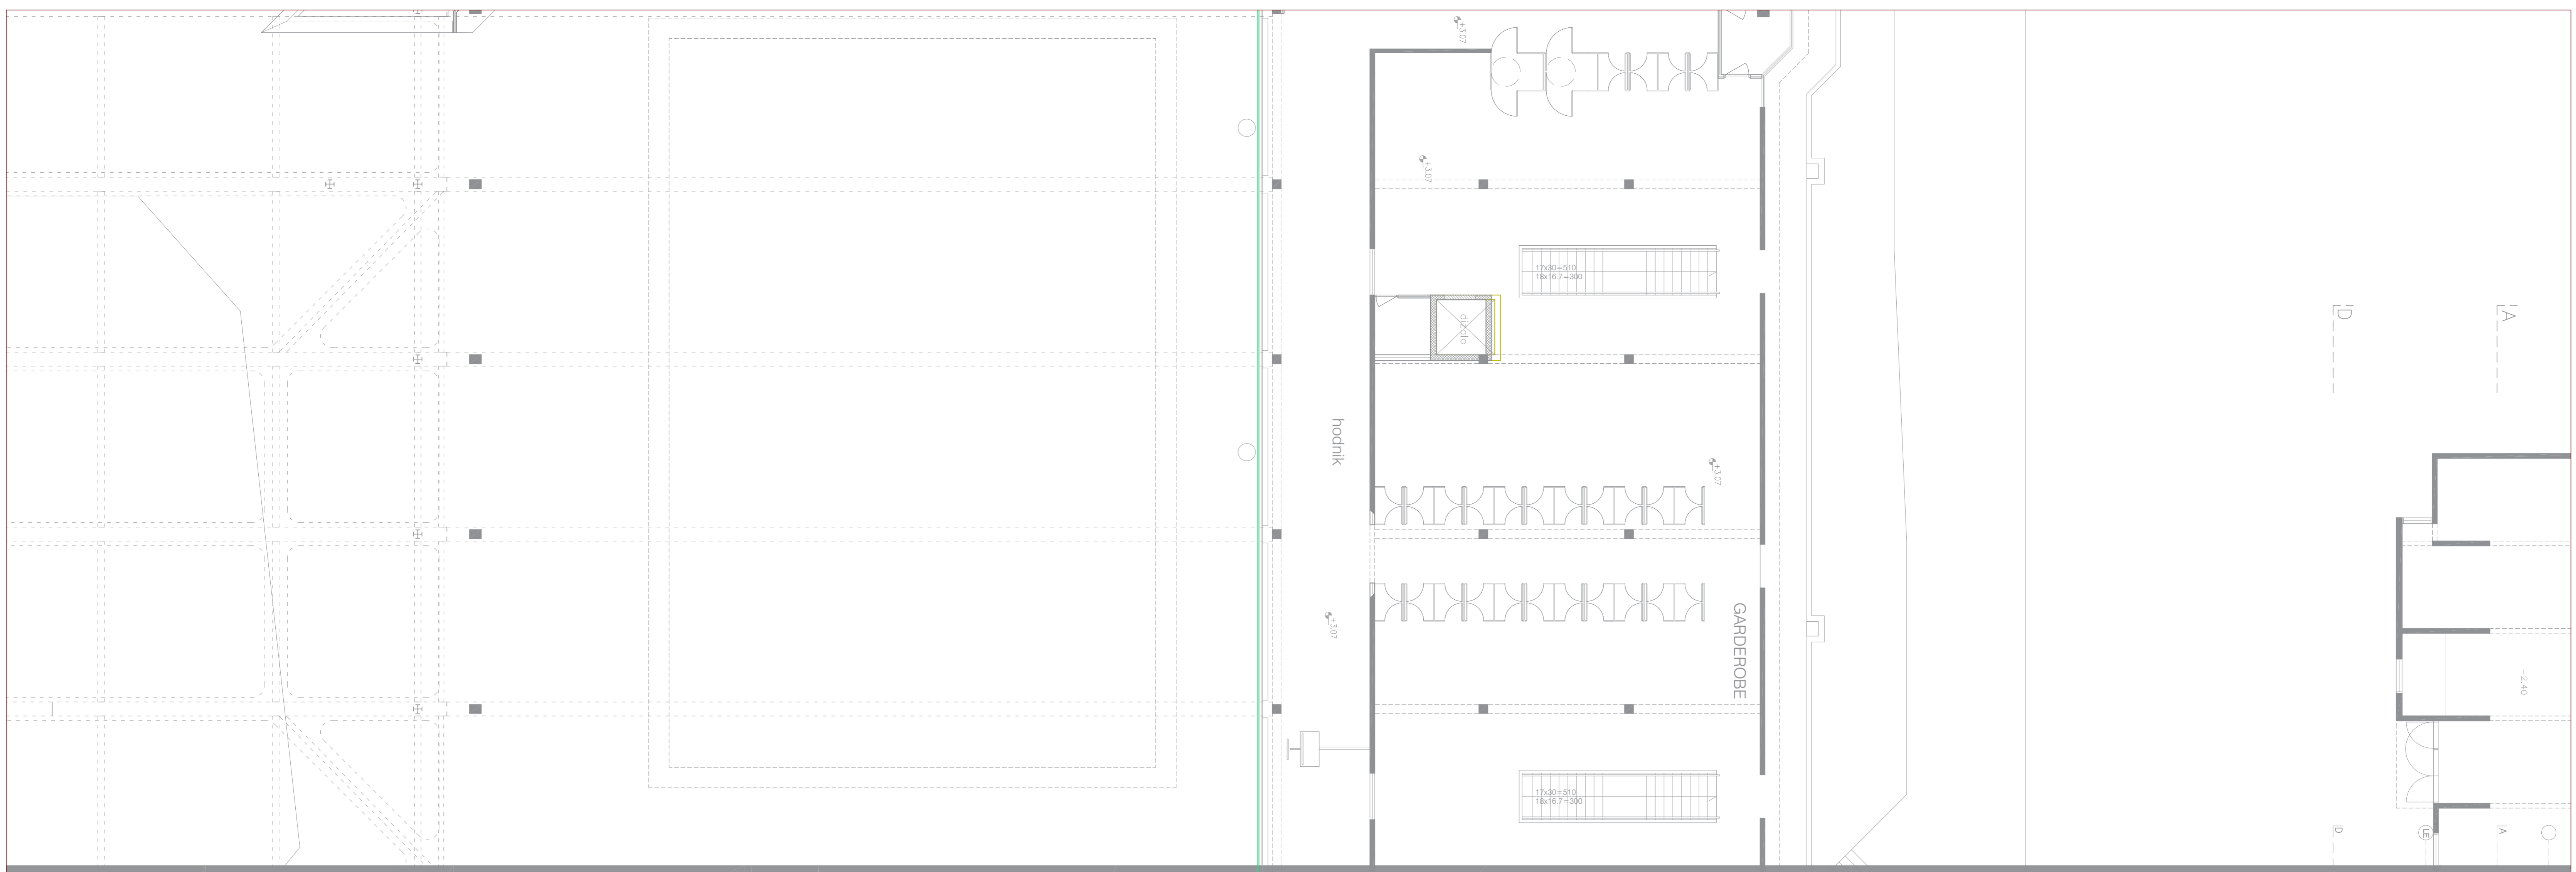 +3.07
+3.07
17x30=510
18x16.7=300
dizalo
D
A
hodnik
+3.07
GARDEROBE
+3.07
-2.40
17x30=510
18x16.7=300
D
LE
A